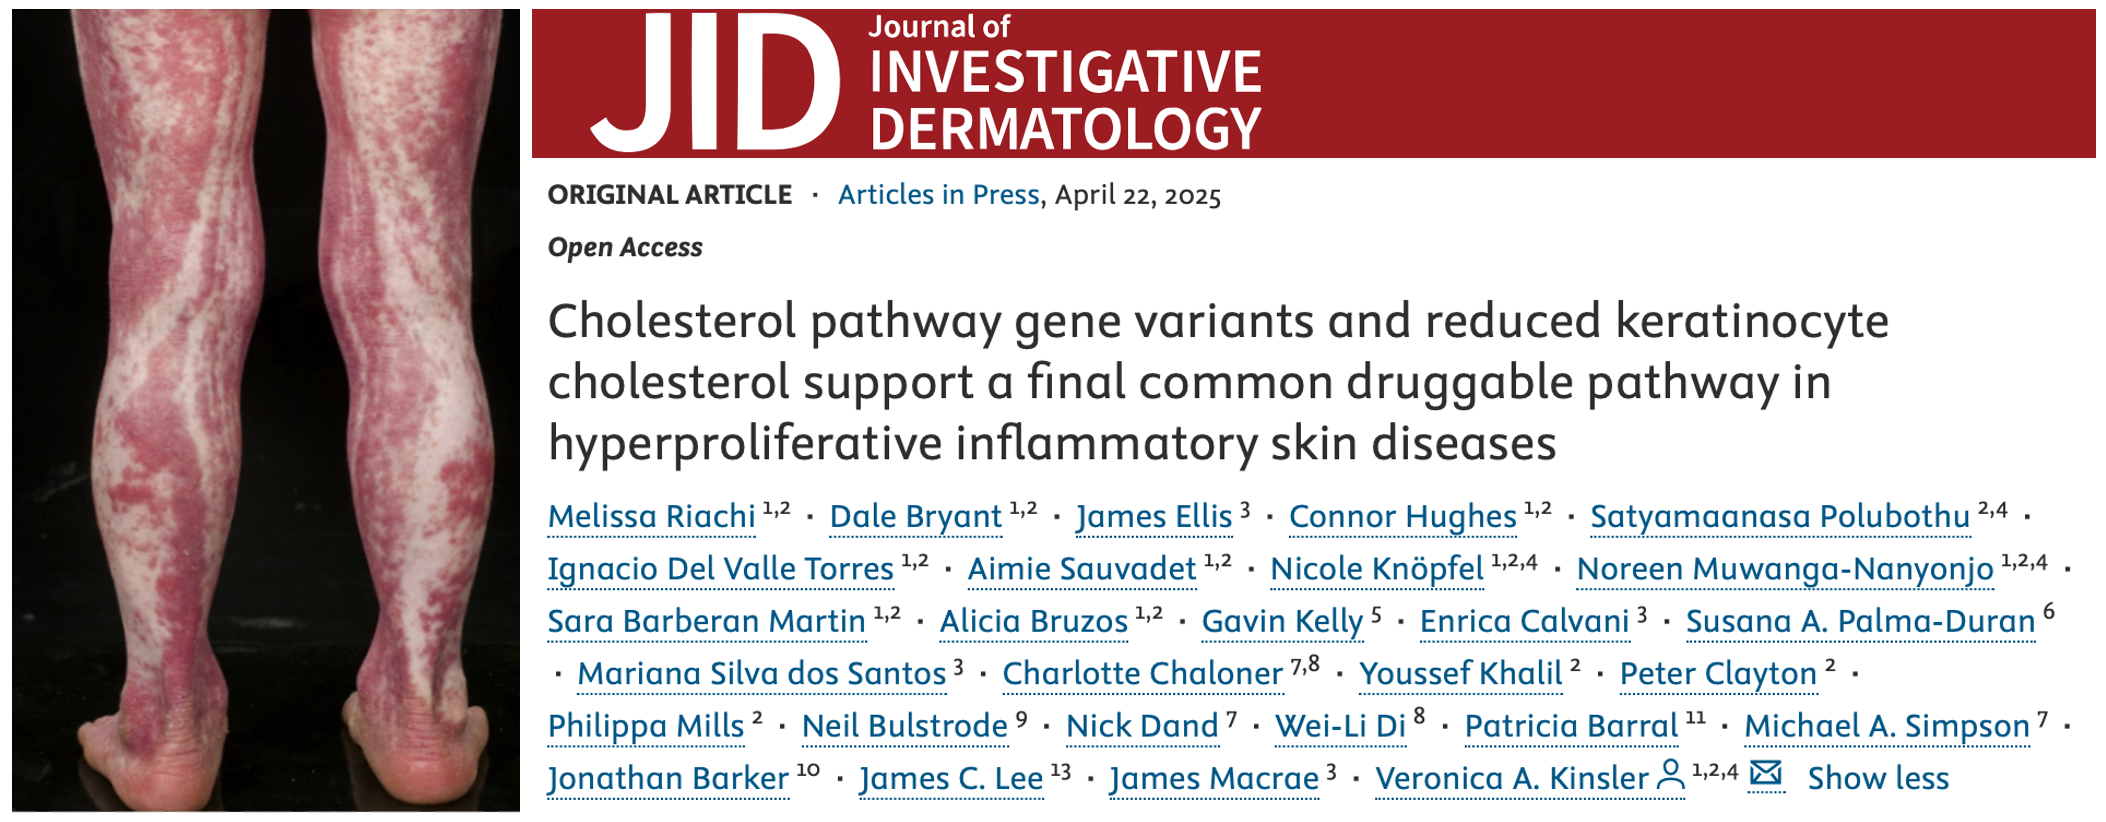 JID
Journal of
INVESTIGATIVE
DERMATOLOGY
ORIGINAL ARTICLE · Articles in Press, April 22, 2025
Open Access
Cholesterol pathway gene variants and reduced keratinocyte
cholesterol support a final common druggable pathway in
hyperproliferative inflammatory skin diseases
Melissa Riachi 1,2 · Dale Bryant 1,2 · James Ellis 3 · Connor Hughes 1,2 · Satyamaanasa Polubothu 2,4 ·
Ignacio Del Valle Torres 1,2 · Aimie Sauvadet 1,2 · Nicole Knöpfel 1,2,4 · Noreen Muwanga-Nanyonjo 1,2,4 ·
Sara Barberan Martin 1,2 · Alicia Bruzos 1,2 · Gavin Kelly 5 · Enrica Calvani 3 · Susana A. Palma-Duran 6
· Mariana Silva dos Santos 3 · Charlotte Chaloner 7,8 · Youssef Khalil 2 · Peter Clayton 2 ·
Philippa Mills 2 · Neil Bulstrode 9 · Nick Dand 7 · Wei-Li Di 8 · Patricia Barral 11 · Michael A. Simpson 7 ·
Jonathan Barker 10 · James C. Lee 13 · James Macrae 3 · Veronica A. Kinsler 1,2,4 Show less